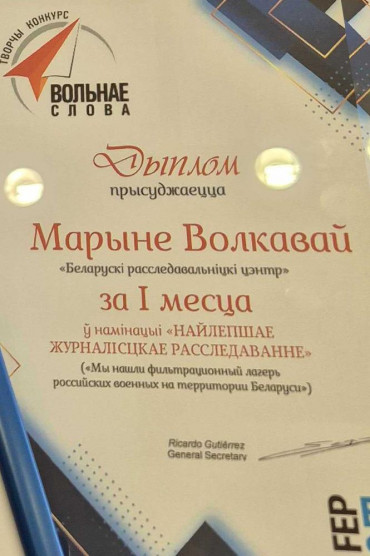 ТВОРЧЫ КОНКУРС
ВОЛЬНАЕ
СЛОВА
Дыплом
прысуджаецца
Марыне Волкавай
«Беларускі расследавальніцкі цэнтр»
за І месца
ў намінацыі «НАЙЛЕПШАЕ
ЖУРНАЛІСЦКАЕ РАССЛЕДАВАННЕ»
(«Мы нашли фильтрационный лагерь
российских военных на территории Беларуси»)
Ricardo Gutiérrez
General Secretary
FEP